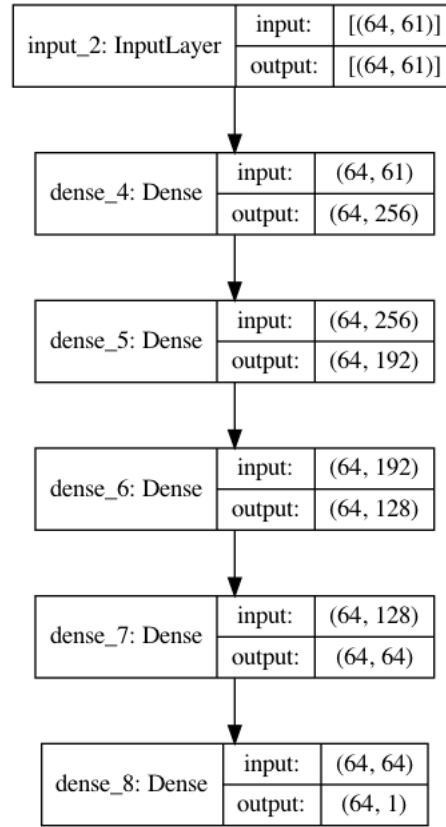 input_2: InputLayer
input: [(64, 61)]
output: [(64, 61)]
dense_4: Dense
input: (64, 61)
output: (64, 256)
dense_5: Dense
input: (64, 256)
output: (64, 192)
dense_6: Dense
input: (64, 192)
output: (64, 128)
dense_7: Dense
input: (64, 128)
output: (64, 64)
dense_8: Dense
input: (64, 64)
output: (64, 1)